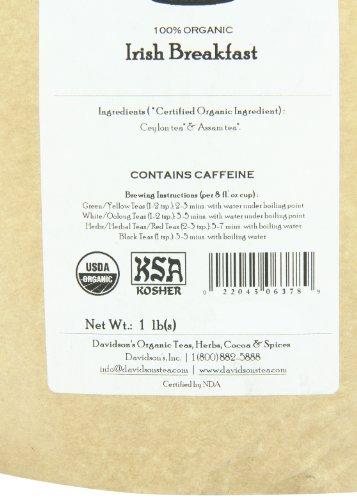 100% ORGANIC
Irish Breakfast
Ingredients (*Certified Organic Ingredient):
Ceylon tea* & Assam tea*.
CONTAINS CAFFEINE
Brewing Instructions (per 8 fl oz cup):
Green/Yellow Teas (1-2 tsp.): 2-3 mins. with water under boiling point
White/Oolong Teas (1-2 tsp.): 3-5 mins. with water under boiling point
Herbs/Herbal Teas/Red Teas (2-3 tsp.): 5-7 min. with boiling water
Black Teas (1 tsp.): 3-5 mins. with boiling water
USDA
ORGANIC
KSA
KOSHER
0 22045 06378 9
Net Wt.: 1 lb(s)
Davidson's Organic Teas, Herbs, Cocoa & Spices
Davidson's, Inc. | 1 (800) 882-5888
info@davidsonstea.com | www.davidsonstea.com
Certified by NDA